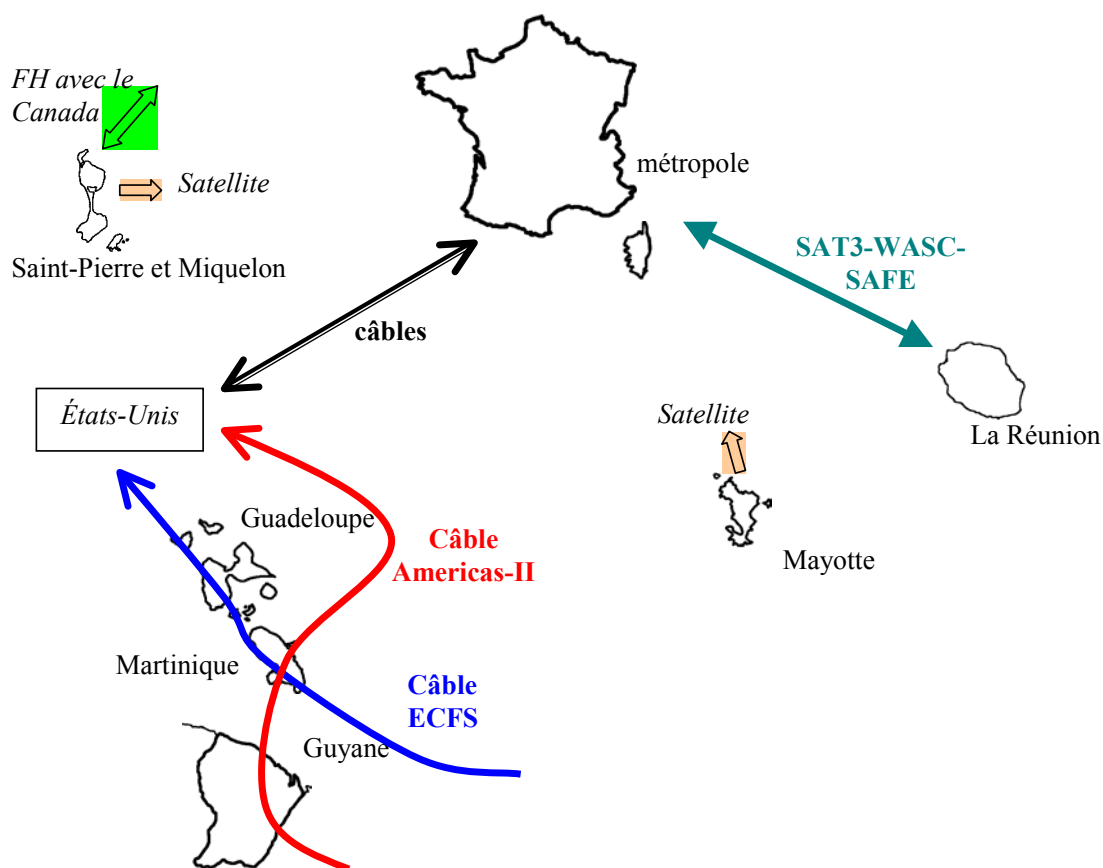 FH avec le
Canada
Satellite
Saint-Pierre et Miquelon
métropole
SAT3-WASC-
SAFE
câbles
États-Unis
Satellite
La Réunion
Guadeloupe
Câble
Americas-II
Mayotte
Martinique
Câble
ECFS
Guyane